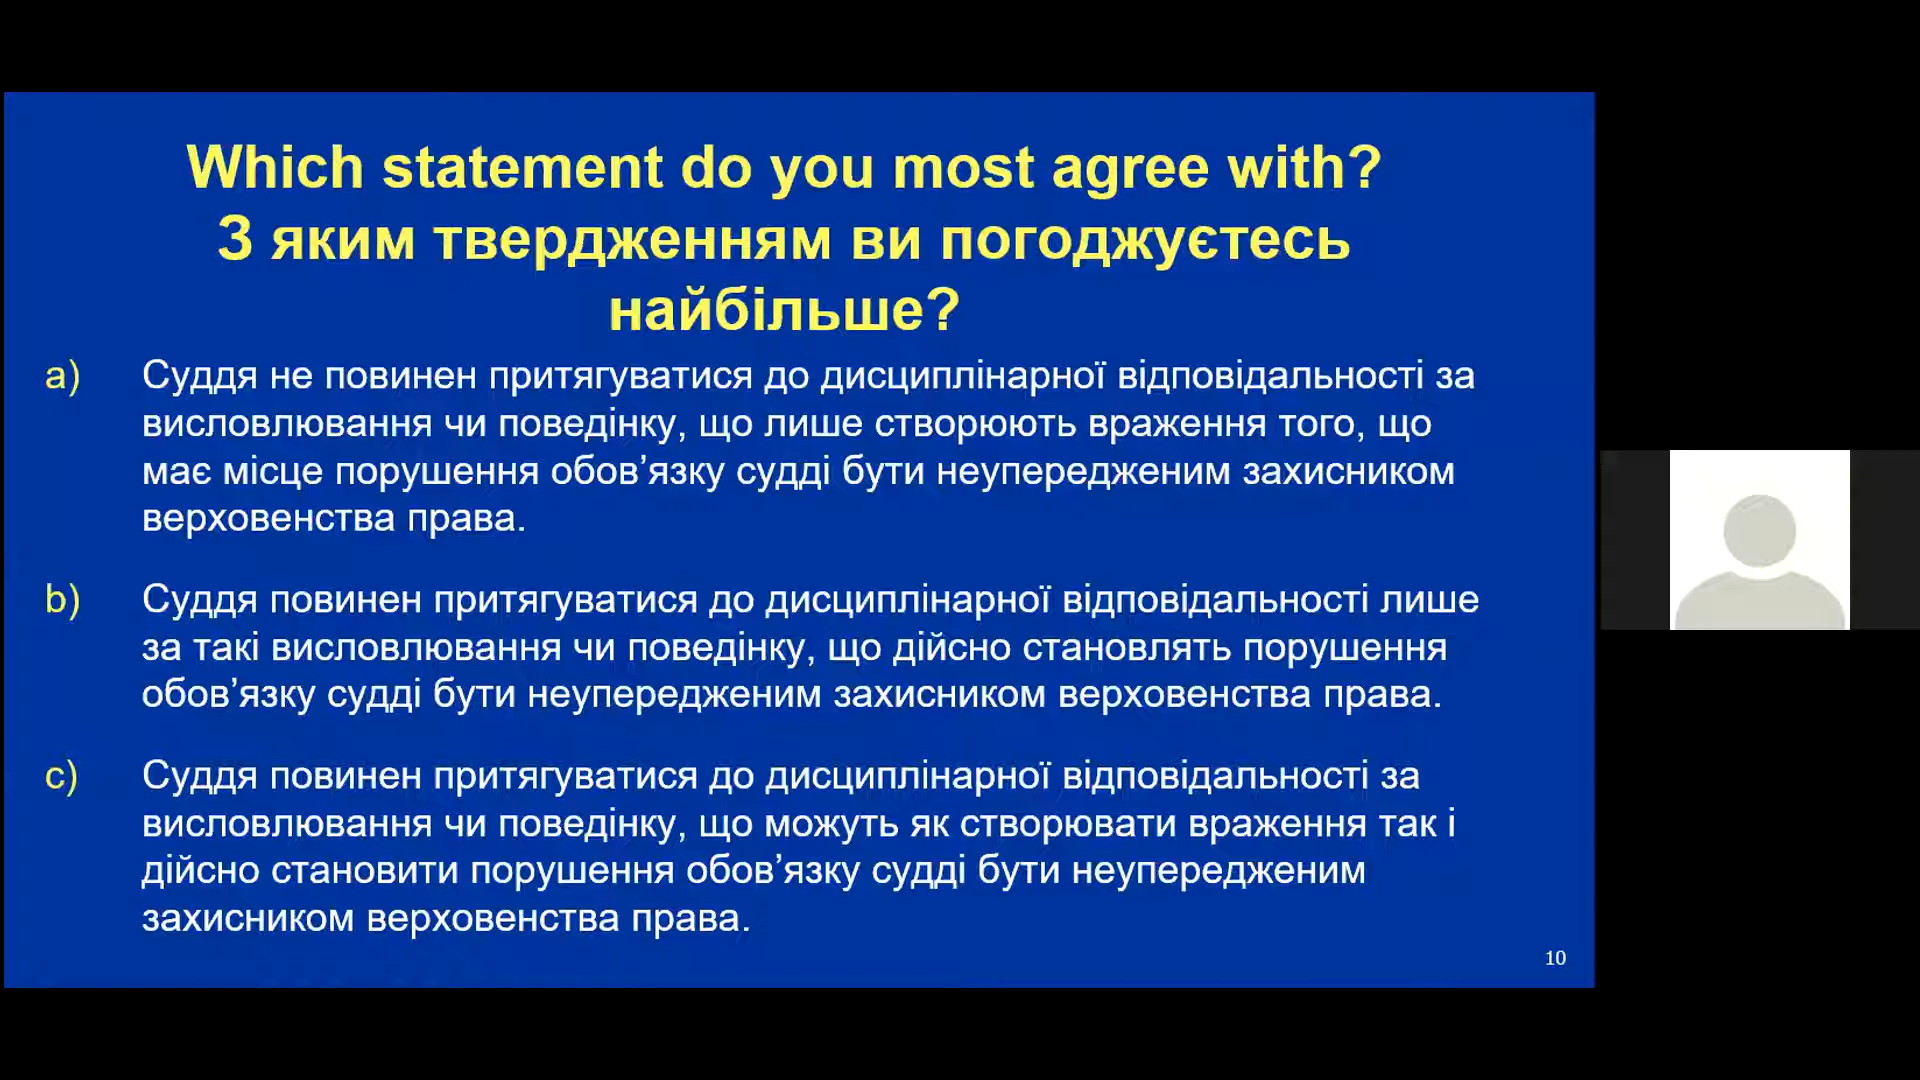 Which statement do you most agree with?
З яким твердженням ви погоджуєтесь
найбільше?
a) Суддя не повинен притягуватися до дисциплінарної відповідальності за
висловлювання чи поведінку, що лише створюють враження того, що
має місце порушення обов’язку судді бути неупередженим захисником
верховенства права.
b) Суддя повинен притягуватися до дисциплінарної відповідальності лише
за такі висловлювання чи поведінку, що дійсно становлять порушення
обов’язку судді бути неупередженим захисником верховенства права.
c) Суддя повинен притягуватися до дисциплінарної відповідальності за
висловлювання чи поведінку, що можуть як створювати враження так і
дійсно становити порушення обов’язку судді бути неупередженим
захисником верховенства права.
10